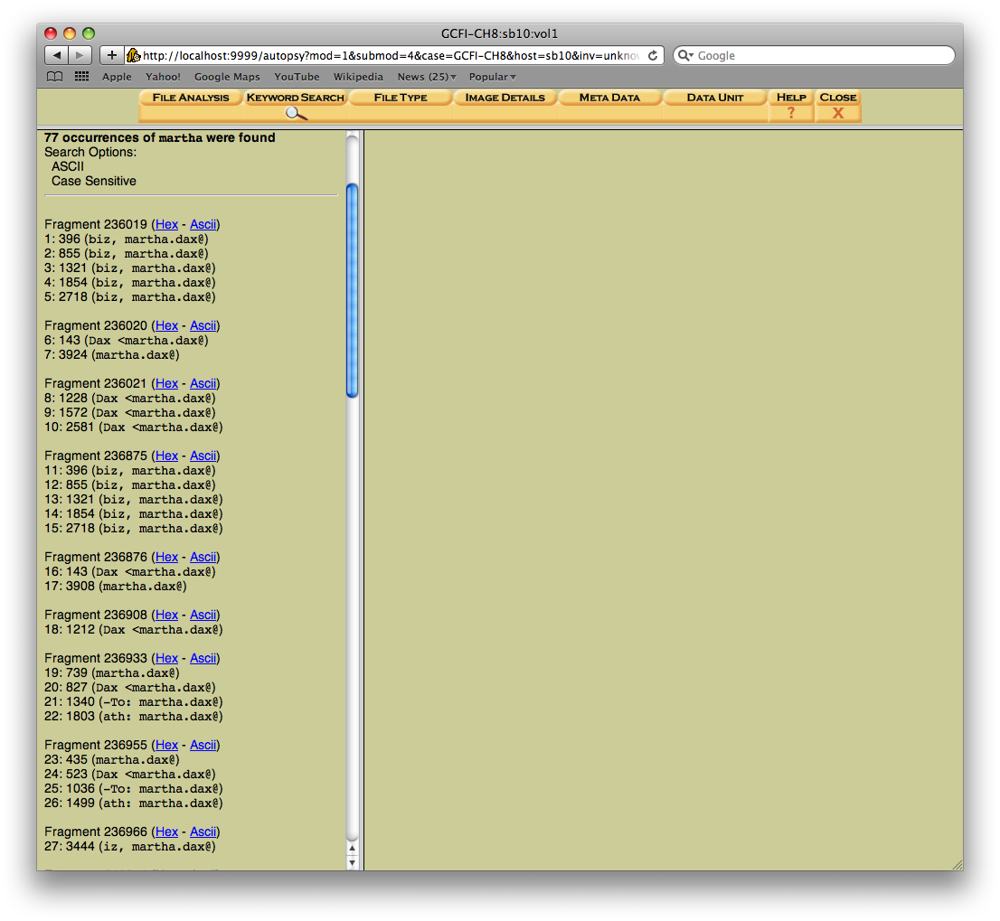 GCFI-CH8:sb10:vol1
http://localhost:9999/autopsy?mod=1&submod=4&case=GCFI-CH8&host=sb10&inv=unkno
Google
Apple Yahoo! Google Maps YouTube Wikipedia News (25) Popular
FILE ANALYSIS KEYWORD SEARCH FILE TYPE IMAGE DETAILS META DATA DATA UNIT HELP CLOSE
? X
77 occurrences of martha were found
Search Options:
ASCII
Case Sensitive
Fragment 236019 (Hex - Ascii)
1: 396 (biz, martha.dax@)
2: 855 (biz, martha.dax@)
3: 1321 (biz, martha.dax@)
4: 1854 (biz, martha.dax@)
5: 2718 (biz, martha.dax@)
Fragment 236020 (Hex - Ascii)
6: 143 (Dax <martha.dax@)
7: 3924 (martha.dax@)
Fragment 236021 (Hex - Ascii)
8: 1228 (Dax <martha.dax@)
9: 1572 (Dax <martha.dax@)
10: 2581 (Dax <martha.dax@)
Fragment 236875 (Hex - Ascii)
11: 396 (biz, martha.dax@)
12: 855 (biz, martha.dax@)
13: 1321 (biz, martha.dax@)
14: 1854 (biz, martha.dax@)
15: 2718 (biz, martha.dax@)
Fragment 236876 (Hex - Ascii)
16: 143 (Dax <martha.dax@)
17: 3908 (martha.dax@)
Fragment 236908 (Hex - Ascii)
18: 1212 (Dax <martha.dax@)
Fragment 236933 (Hex - Ascii)
19: 739 (martha.dax@)
20: 827 (Dax <martha.dax@)
21: 1340 (-To: martha.dax@)
22: 1803 (ath: martha.dax@)
Fragment 236955 (Hex - Ascii)
23: 435 (martha.dax@)
24: 523 (Dax <martha.dax@)
25: 1036 (-To: martha.dax@)
26: 1499 (ath: martha.dax@)
Fragment 236966 (Hex - Ascii)
27: 3444 (iz, martha.dax@)